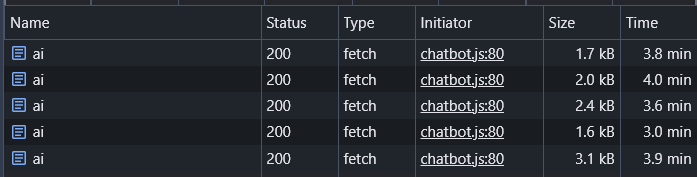 Name Status Type Initiator Size Time
ai 200 fetch chatbot.js:80 1.7 kB 3.8 min
ai 200 fetch chatbot.js:80 2.0 kB 4.0 min
ai 200 fetch chatbot.js:80 2.4 kB 3.6 min
ai 200 fetch chatbot.js:80 1.6 kB 3.0 min
ai 200 fetch chatbot.js:80 3.1 kB 3.9 min